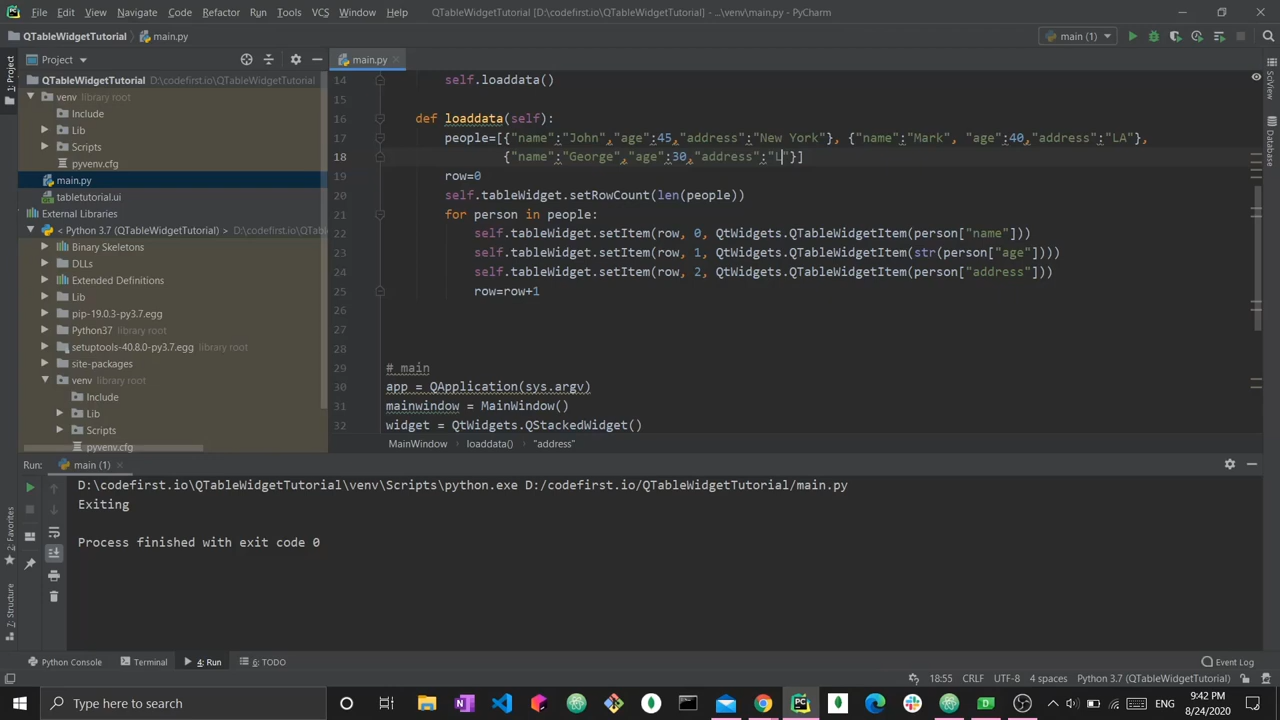 File Edit View Navigate Code Refactor Run Tools VCS Window Help QTableWidgetTutorial [D:\codefirst.io\QTableWidgetTutorial] - ...\venv\main.py - PyCharm
QTableWidgetTutorial main.py main (1)
Project main.py
QTableWidgetTutorial D:\codefirst.io\QTableWidgetTutorial
venv library root
Include
Lib
Scripts
pyvenv.cfg
main.py
tabletutorial.ui
External Libraries
< Python 3.7 (QTableWidgetTutorial) > D:\codefirst.io\QTa
Binary Skeletons
DLLs
Extended Definitions
Lib
pip-19.0.3-py3.7.egg
Python37 library root
setuptools-40.8.0-py3.7.egg library root
site-packages
venv library root
Include
Lib
Scripts
pyvenv.cfg
14 self.loaddata()
15
16 def loaddata(self):
17 people=[{"name":"John","age":45,"address":"New York"}, {"name":"Mark", "age":40,"address":"LA"},
18 {"name":"George","age":30,"address":"L"}]
19 row=0
20 self.tableWidget.setRowCount(len(people))
21 for person in people:
22 self.tableWidget.setItem(row, 0, QtWidgets.QTableWidgetItem(person["name"]))
23 self.tableWidget.setItem(row, 1, QtWidgets.QTableWidgetItem(str(person["age"])))
24 self.tableWidget.setItem(row, 2, QtWidgets.QTableWidgetItem(person["address"]))
25 row=row+1
26
27
28
29 # main
30 app = QApplication(sys.argv)
31 mainwindow = MainWindow()
32 widget = QtWidgets.QStackedWidget()
MainWindow loaddata() "address"
1: Project
SciView
Database
Run: main (1)
D:\codefirst.io\QTableWidgetTutorial\venv\Scripts\python.exe D:/codefirst.io/QTableWidgetTutorial/main.py
Exiting
Process finished with exit code 0
2: Favorites
7: Structure
Python Console Terminal 4: Run 6: TODO Event Log
18:55 CRLF UTF-8 4 spaces Python 3.7 (QTableWidgetTutorial)
Type here to search
9:42 PM
8/24/2020